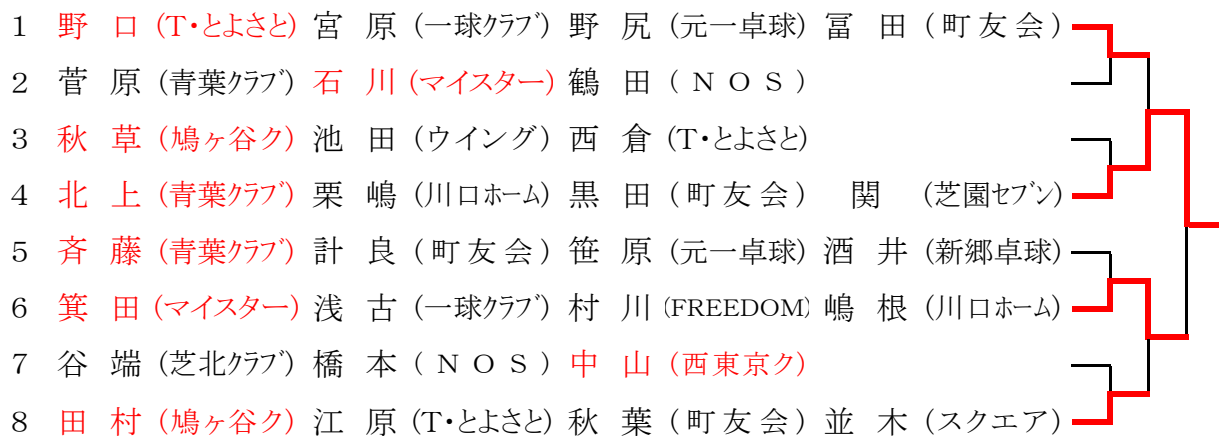 1 野口 (T・とよさと) 宮原 (一球クラブ) 野尻 (元一卓球) 冨田 (町友会)
2 菅原 (青葉クラブ) 石川 (マイスター) 鶴田 (NOS)
3 秋草 (鳩ヶ谷ク) 池田 (ウイング) 西倉 (T・とよさと)
4 北上 (青葉クラブ) 栗嶋 (川口ホーム) 黒田 (町友会) 関 (芝園セブン)
5 斉藤 (青葉クラブ) 計良 (町友会) 笹原 (元一卓球) 酒井 (新郷卓球)
6 箕田 (マイスター) 浅古 (一球クラブ) 村川 (FREEDOM) 嶋根 (川口ホーム)
7 谷端 (芝北クラブ) 橋本 (NOS) 中山 (西東京ク)
8 田村 (鳩ヶ谷ク) 江原 (T・とよさと) 秋葉 (町友会) 並木 (スクエア)